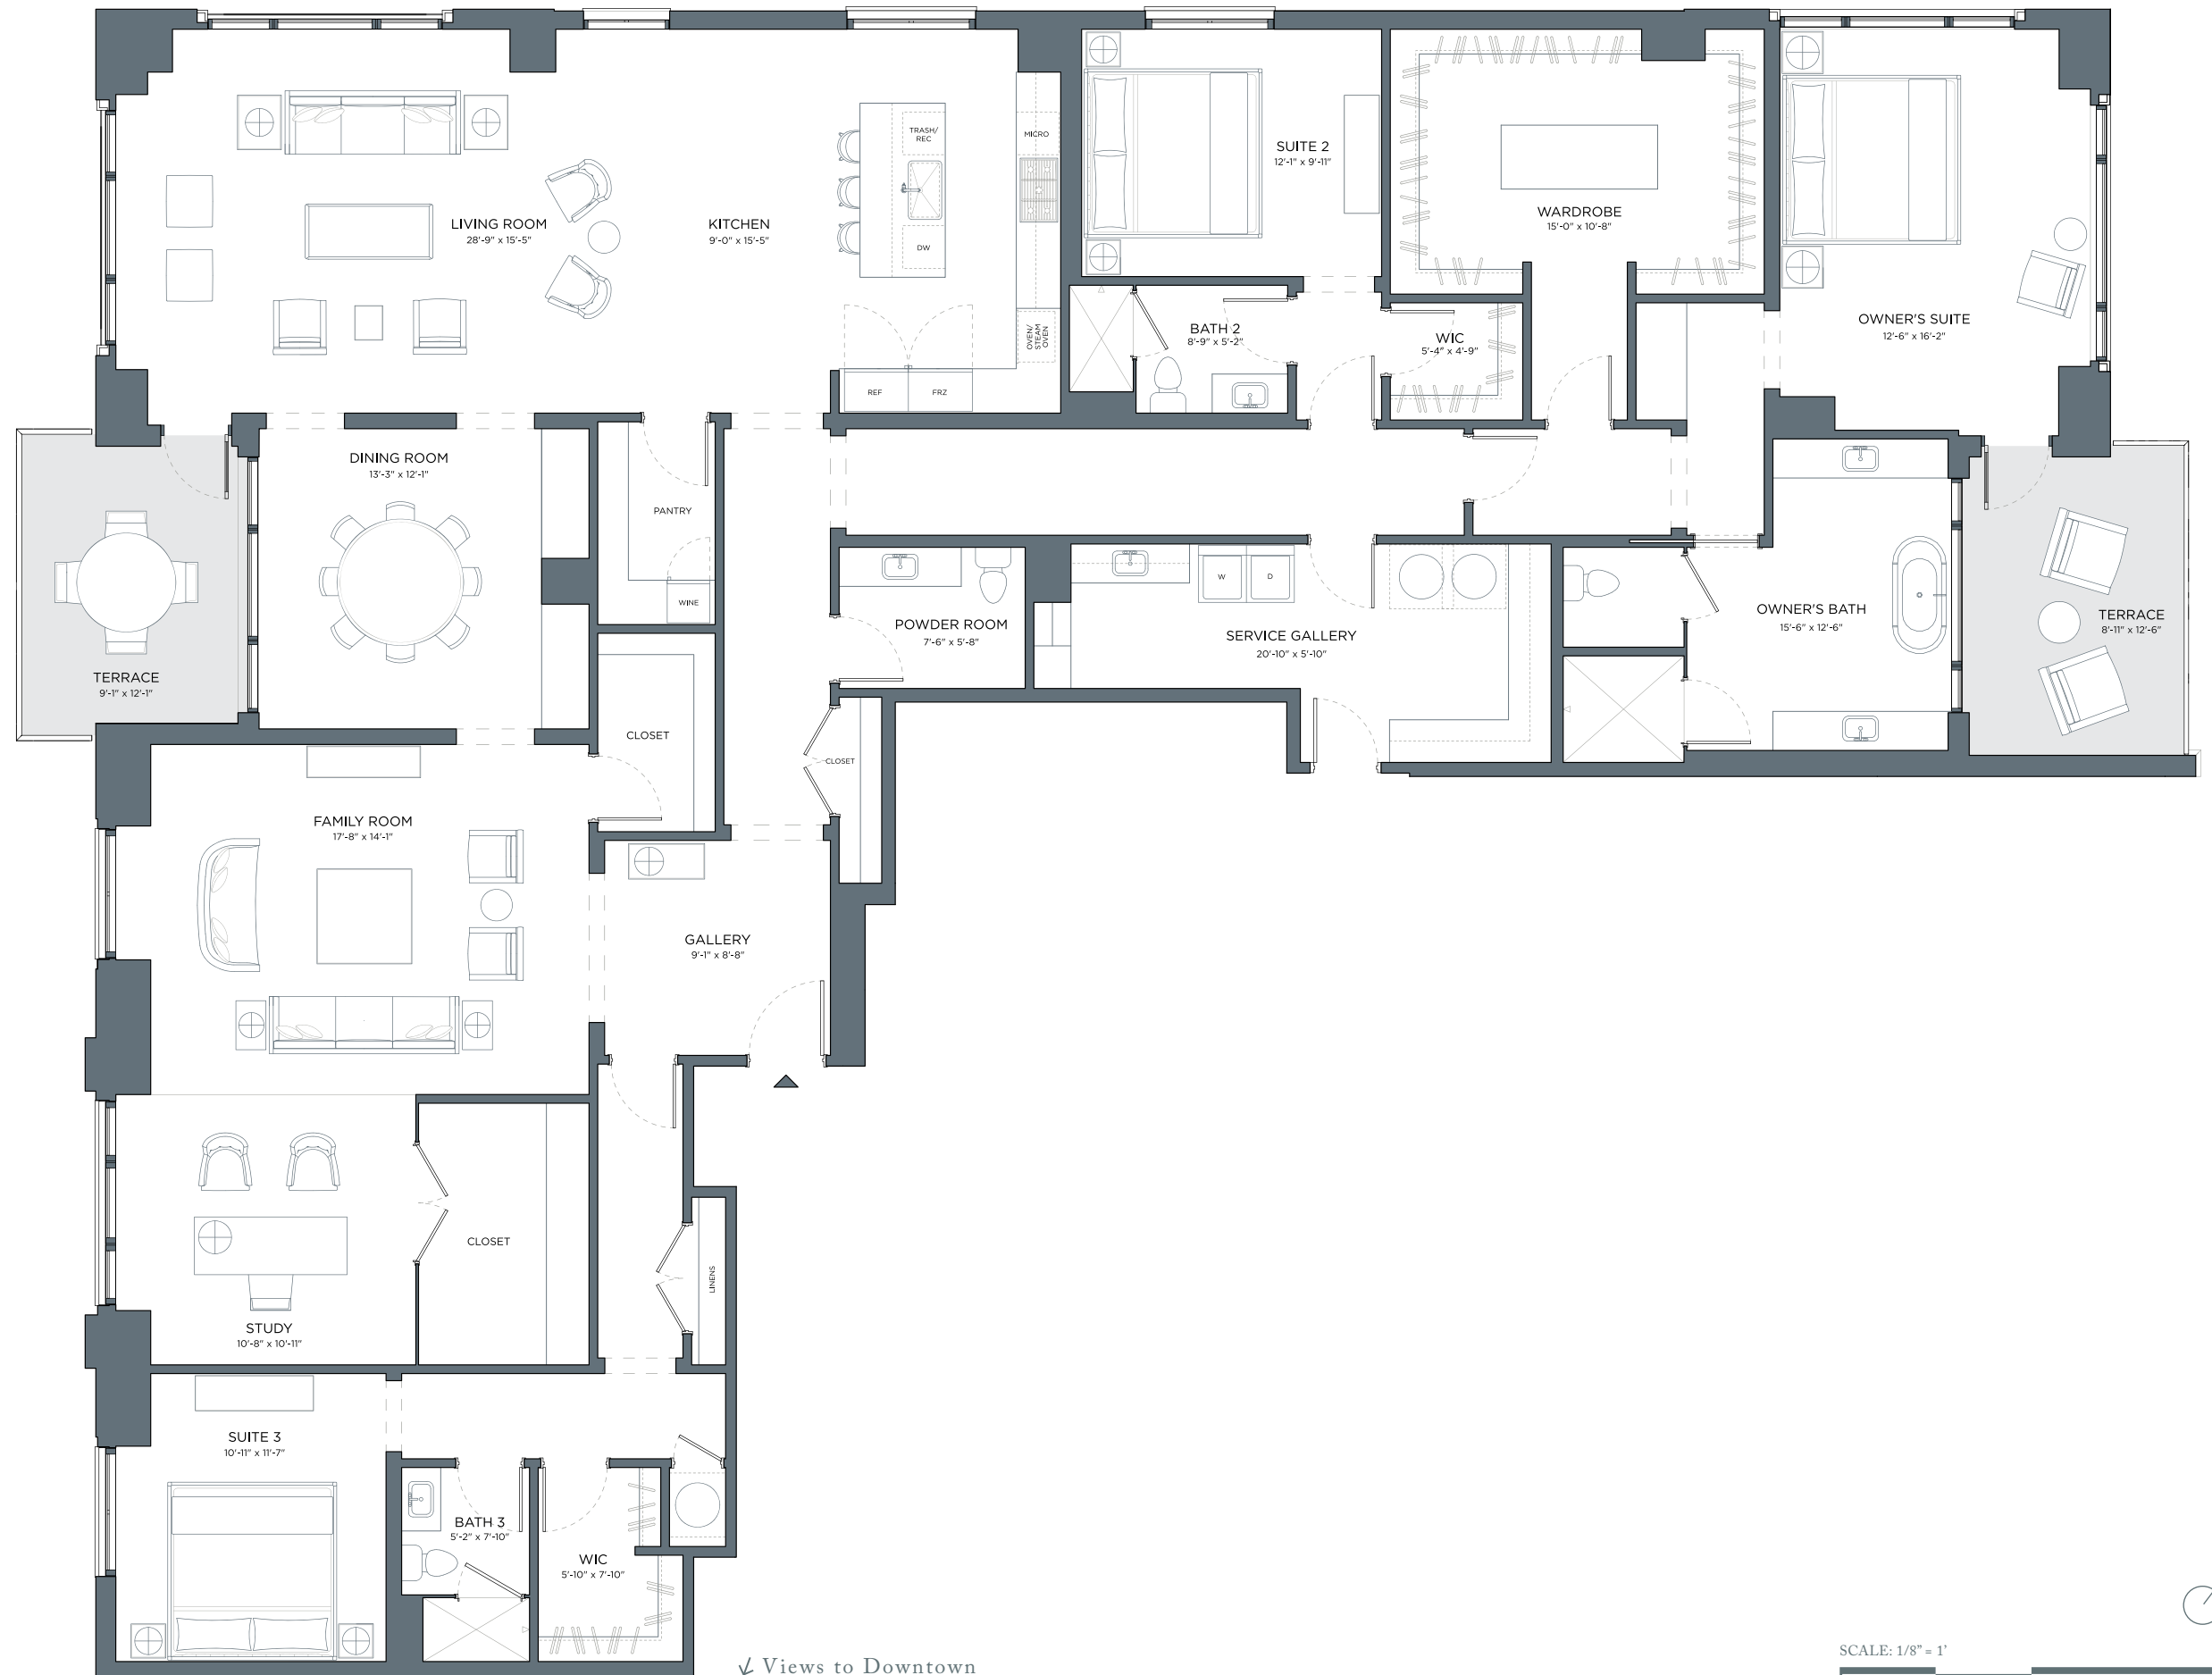 TRASH/
REC
MICRO
SUITE 2
12'-1" x 9'-11"
LIVING ROOM
28'-9" x 15'-5"
KITCHEN
9'-0" x 15'-5"
DW
WARDROBE
15'-0" x 10'-8"
OWNER'S SUITE
12'-6" x 16'-2"
OVEN/
STEAM
OVEN
BATH 2
8'-9" x 5'-2"
WIC
5'-4" x 4'-9"
REF
FRZ
DINING ROOM
13'-3" x 12'-1"
PANTRY
WINE
W
D
POWDER ROOM
7'-6" x 5'-8"
SERVICE GALLERY
20'-10" x 5'-10"
OWNER'S BATH
15'-6" x 12'-6"
TERRACE
8'-11" x 12'-6"
TERRACE
9'-1" x 12'-1"
CLOSET
CLOSET
FAMILY ROOM
17'-8" x 14'-1"
GALLERY
9'-1" x 8'-8"
CLOSET
LINENS
STUDY
10'-8" x 10'-11"
SUITE 3
10'-11" x 11'-7"
BATH 3
5'-2" x 7'-10"
WIC
5'-10" x 7'-10"
SCALE: 1/8" = 1'
Views to Downtown